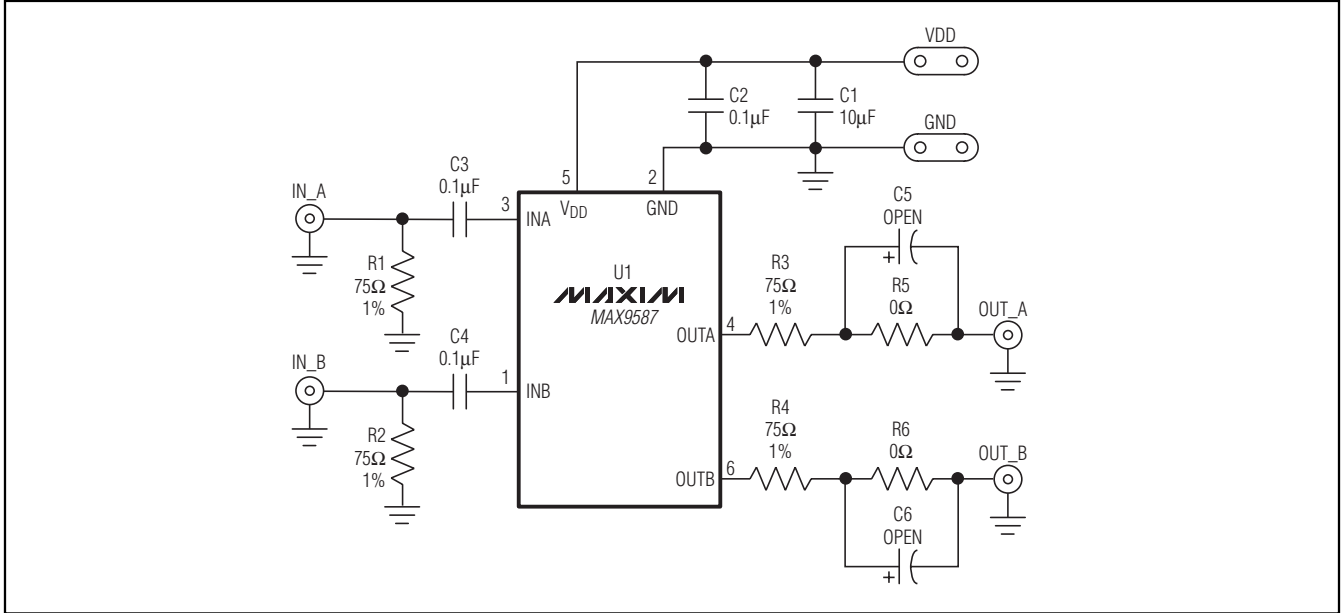 VDD
C2
0.1µF
C1
10µF
GND
C3
0.1µF
5
2
IN_A
3
INA
VDD
GND
C5
OPEN
+
R1
75Ω
1%
U1
MAXIM
MAX9587
R3
75Ω
1%
R5
0Ω
OUT_A
OUTA
4
C4
0.1µF
IN_B
1
INB
R2
75Ω
1%
R4
75Ω
1%
R6
0Ω
OUT_B
OUTB
6
C6
OPEN
+